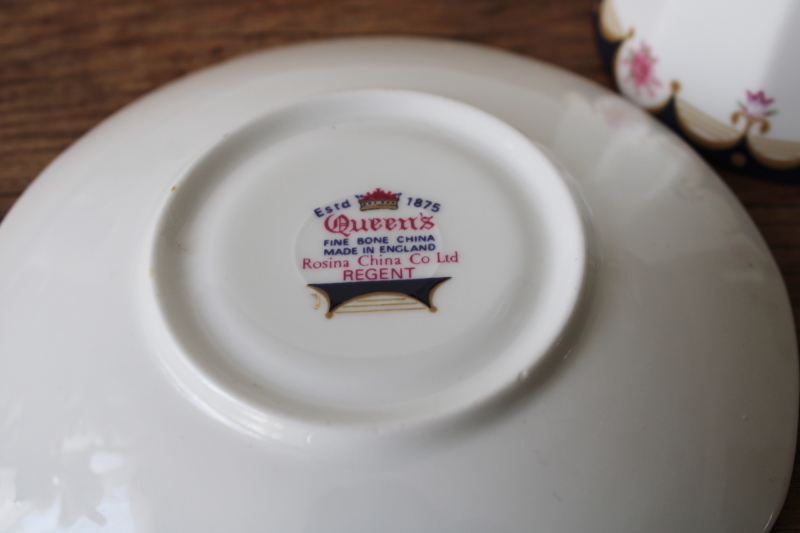 Estd 1875
Queen's
FINE BONE CHINA
MADE IN ENGLAND
Rosina China Co Ltd
REGENT